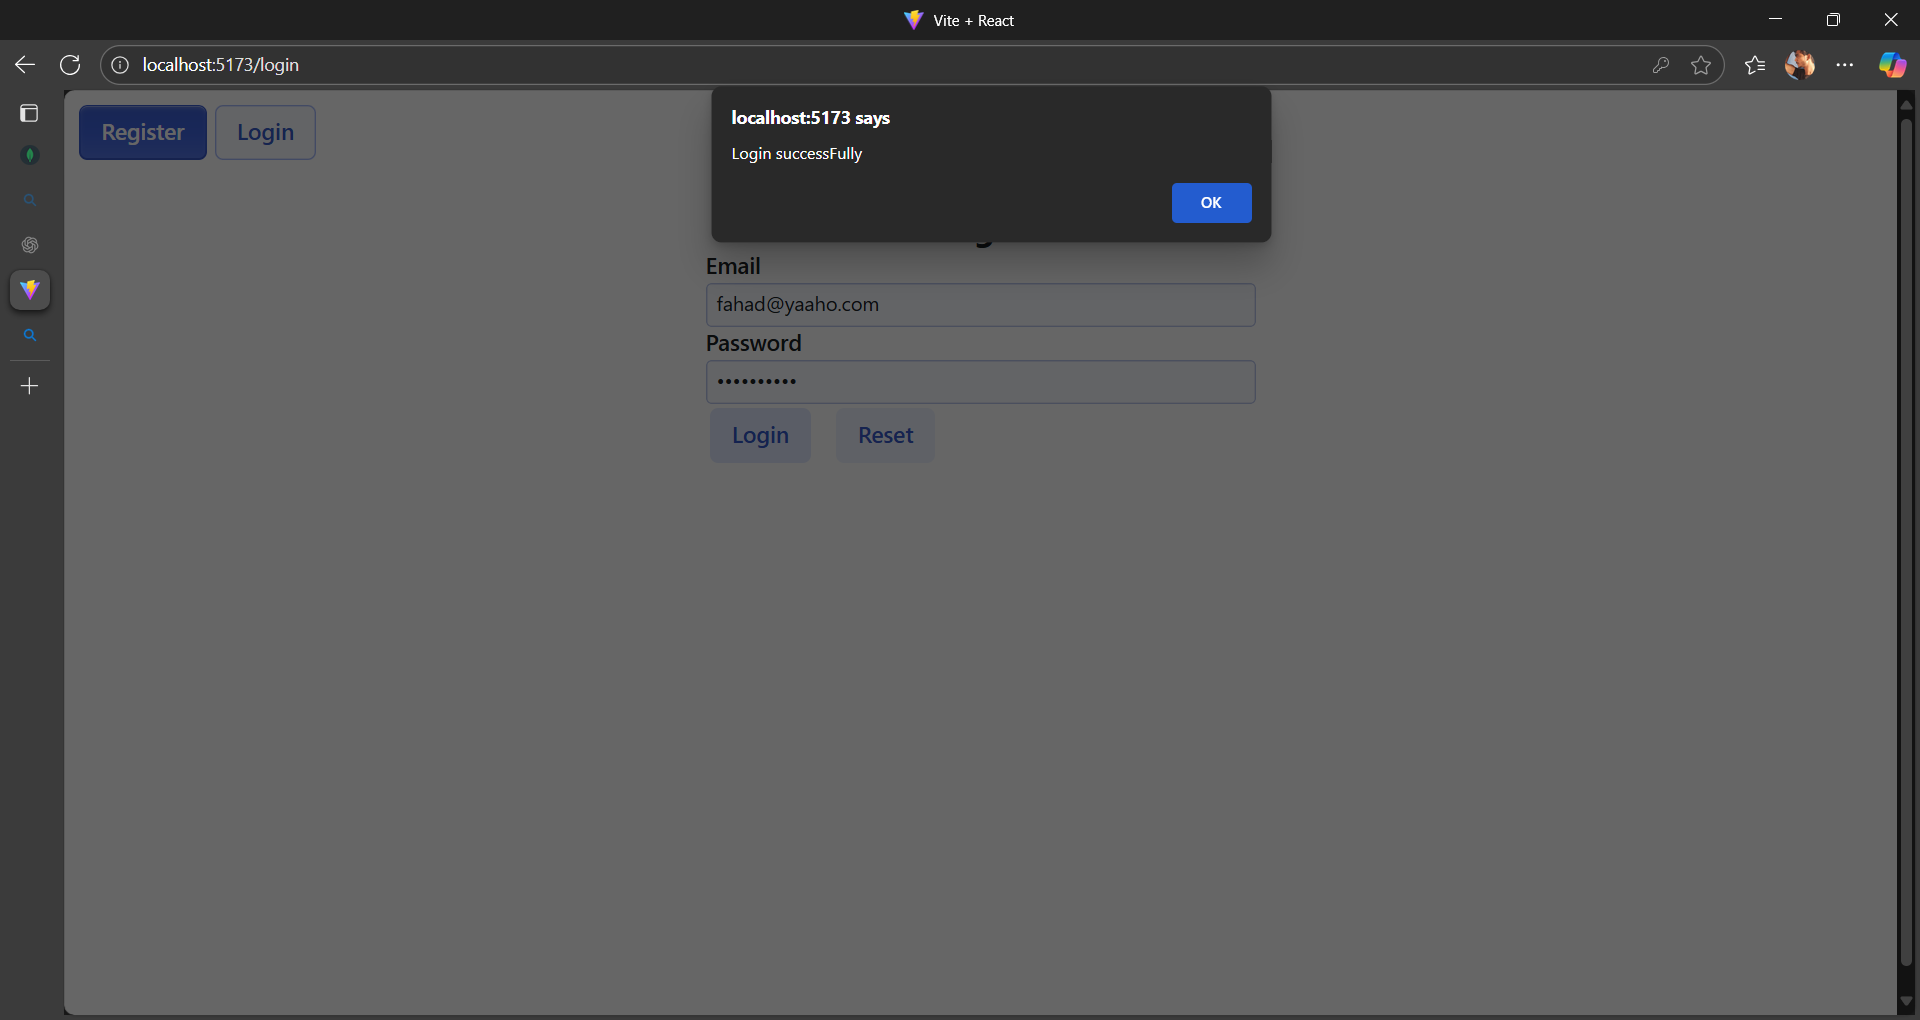 Vite + React
localhost:5173/login
Register
Login
localhost:5173 says
Login successFully
OK
Email
fahad@yaaho.com
Password
Login
Reset